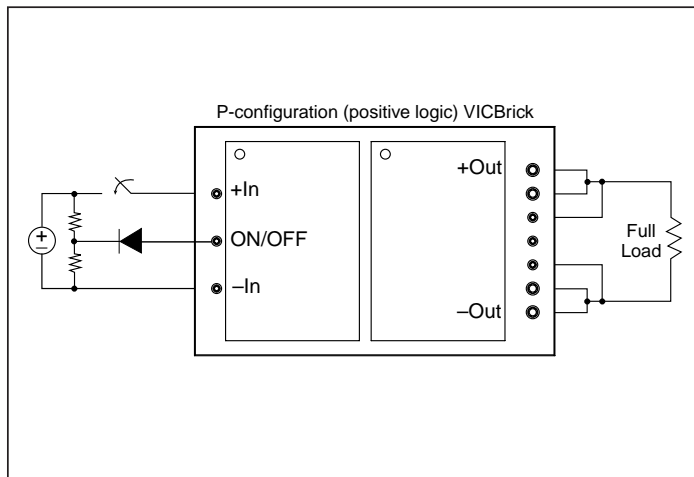 P-configuration (positive logic) VICBrick
+In
ON/OFF
–In
+Out
–Out
Full
Load